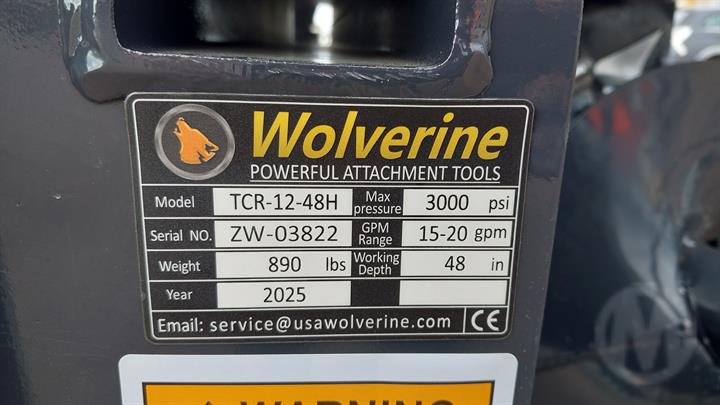 Wolverine
POWERFUL ATTACHMENT TOOLS
Model TCR-12-48H Max pressure 3000 psi
Serial NO. ZW-03822 GPM Range 15-20 gpm
Weight 890 lbs Working Depth 48 in
Year 2025
Email: service@usawolverine.com CE
WARNING
M